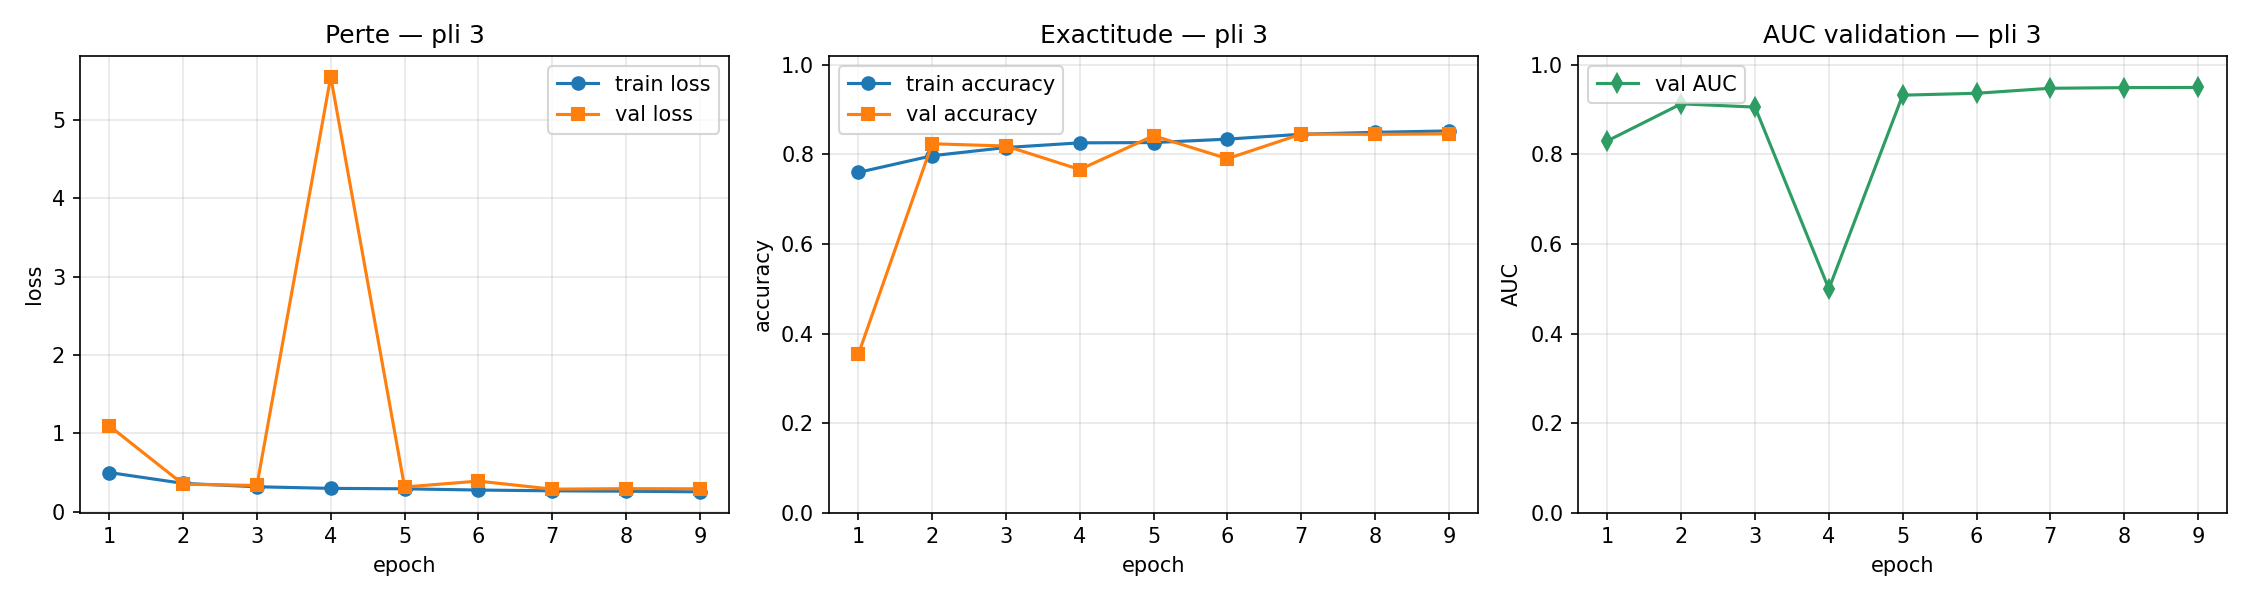 Perte — pli 3
train loss
val loss
5
4
3
2
1
0
loss
1 2 3 4 5 6 7 8 9
epoch
Exactitude — pli 3
train accuracy
val accuracy
1.0
0.8
0.6
0.4
0.2
0.0
accuracy
1 2 3 4 5 6 7 8 9
epoch
AUC validation — pli 3
val AUC
1.0
0.8
0.6
0.4
0.2
0.0
AUC
1 2 3 4 5 6 7 8 9
epoch